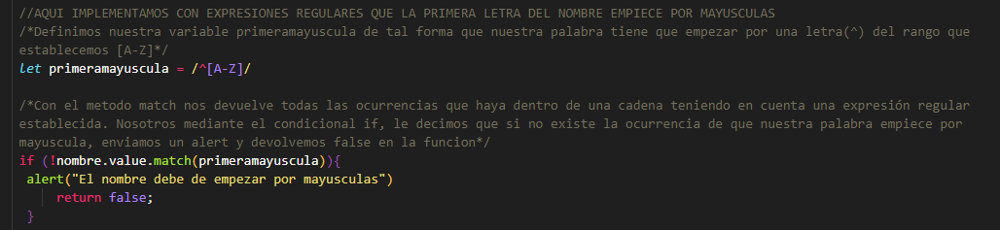 //AQUI IMPLEMENTAMOS CON EXPRESIONES REGULARES QUE LA PRIMERA LETRA DEL NOMBRE EMPIECE POR MAYUSCULAS
/*Definimos nuestra variable primeramayuscula de tal forma que nuestra palabra tiene que empezar por una letra(^) del rango que
establecemos [A-Z]*/
let primeramayuscula = /^[A-Z]/
/*Con el metodo match nos devuelve todas las ocurrencias que haya dentro de una cadena teniendo en cuenta una expresión regular
establecida. Nosotros mediante el condicional if, le decimos que si no existe la ocurrencia de que nuestra palabra empiece por
mayuscula, enviamos un alert y devolvemos false en la funcion*/
if (!nombre.value.match(primeramayuscula)){
alert("El nombre debe de empezar por mayusculas")
return false;
}